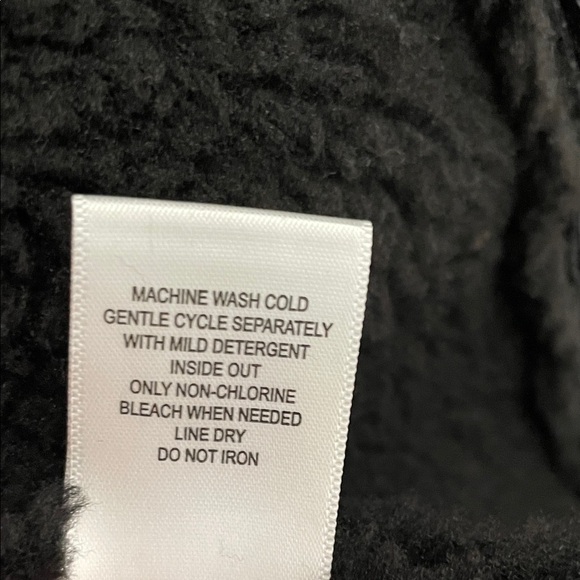 MACHINE WASH COLD
GENTLE CYCLE SEPARATELY
WITH MILD DETERGENT
INSIDE OUT
ONLY NON-CHLORINE
BLEACH WHEN NEEDED
LINE DRY
DO NOT IRON